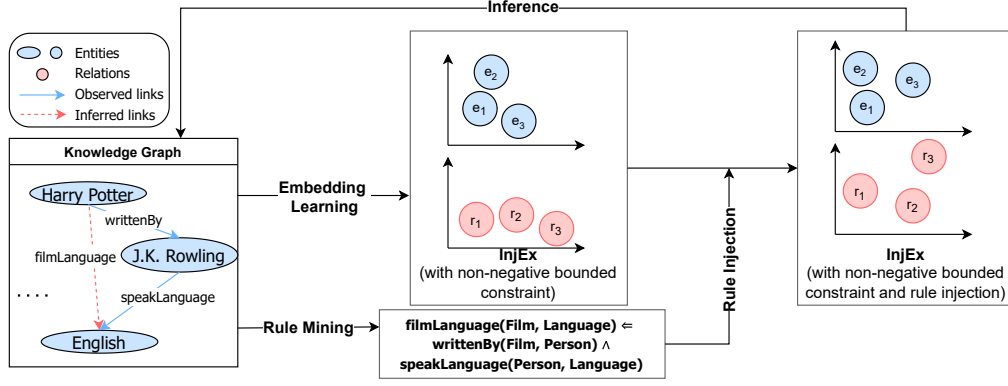 Inference
Entities
Relations
Observed links
Inferred links
Knowledge Graph
Harry Potter
writtenBy
J.K. Rowling
filmLanguage
speakLanguage
....
English
Embedding
Learning
Rule Mining
e2
e1
e3
r1
r2
r3
InjEx
(with non-negative bounded
constraint)
filmLanguage(Film, Language) ⇐
writtenBy(Film, Person) ∧
speakLanguage(Person, Language)
Rule Injection
e2
e3
e1
r3
r1
r2
InjEx
(with non-negative bounded
constraint and rule injection)